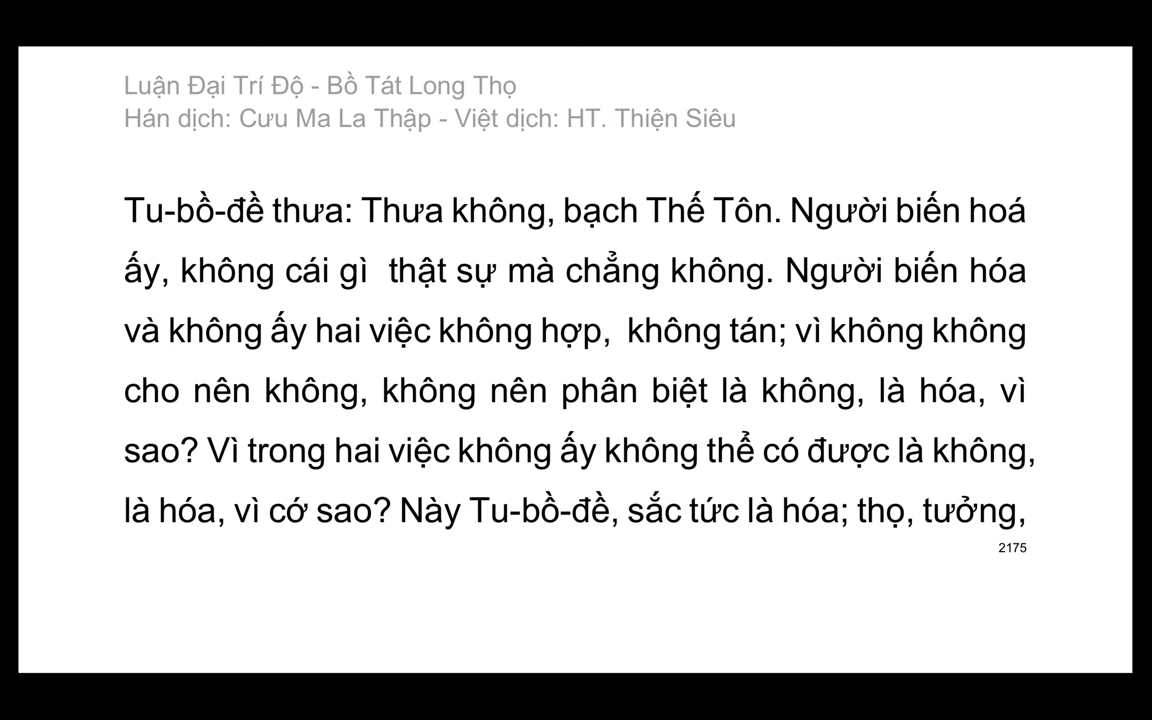 Luận Đại Trí Độ - Bồ Tát Long Thọ
Hán dịch: Cưu Ma La Thập - Việt dịch: HT. Thiện Siêu
Tu-bồ-đề thưa: Thưa không, bạch Thế Tôn. Người biến hoá
ấy, không cái gì thật sự mà chẳng không. Người biến hóa
và không ấy hai việc không hợp, không tán; vì không không
cho nên không, không nên phân biệt là không, là hóa, vì
sao? Vì trong hai việc không ấy không thể có được là không,
là hóa, vì cớ sao? Này Tu-bồ-đề, sắc tức là hóa; thọ, tưởng,
2175